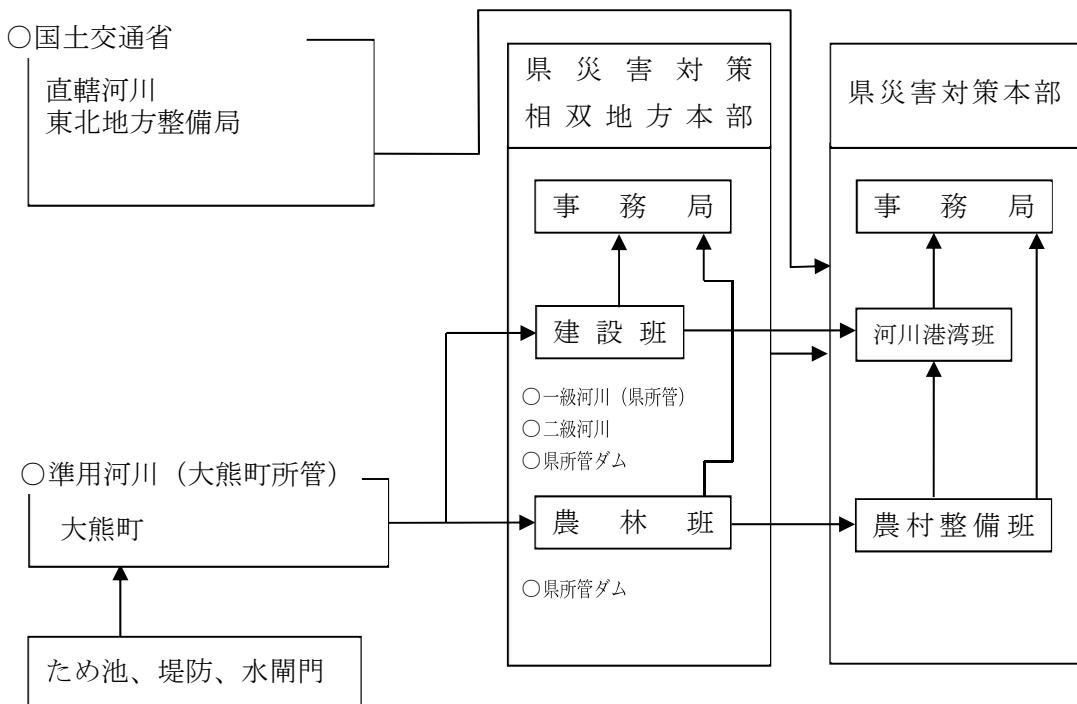 ○国土交通省
直轄河川
東北地方整備局
県災害対策
相双地方本部
県災害対策本部
事務局
事務局
建設班
河川港湾班
○一級河川（県所管）
○二級河川
○県所管ダム
○準用河川（大熊町所管）
大熊町
農林班
農村整備班
○県所管ダム
ため池、堤防、水閘門